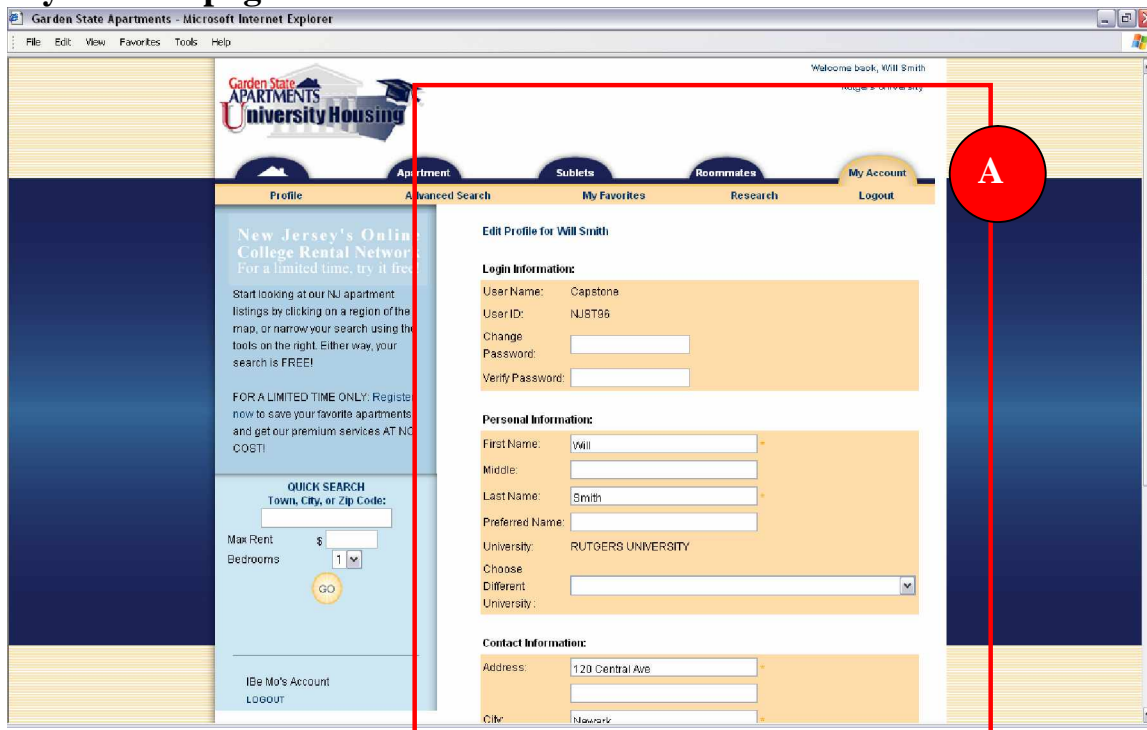 Garden State Apartments - Microsoft Internet Explorer
File Edit View Favorites Tools Help
Welcome back, Will Smith
Rutgers University
Garden State
APARTMENTS
University Housing
A
Apartment Sublets Roommates My Account
Profile Advanced Search My Favorites Research Logout
New Jersey's Online
College Rental Network
For a limited time, try it free!
Start looking at our NJ apartment
listings by clicking on a region of the
map, or narrow your search using the
tools on the right. Either way, your
search is FREE!
FOR A LIMITED TIME ONLY: Register
now to save your favorite apartments
and get our premium services AT NO
COST!
QUICK SEARCH
Town, City, or Zip Code:
Max Rent $
Bedrooms 1
GO
IBe Mo's Account
LOGOUT
Edit Profile for Will Smith
Login Information:
User Name: Capstone
User ID: NJST96
Change
Password:
Verify Password:
Personal Information:
First Name: Will *
Middle:
Last Name: Smith *
Preferred Name:
University: RUTGERS UNIVERSITY
Choose
Different
University:
Contact Information:
Address: 120 Central Ave *
City: Newark *